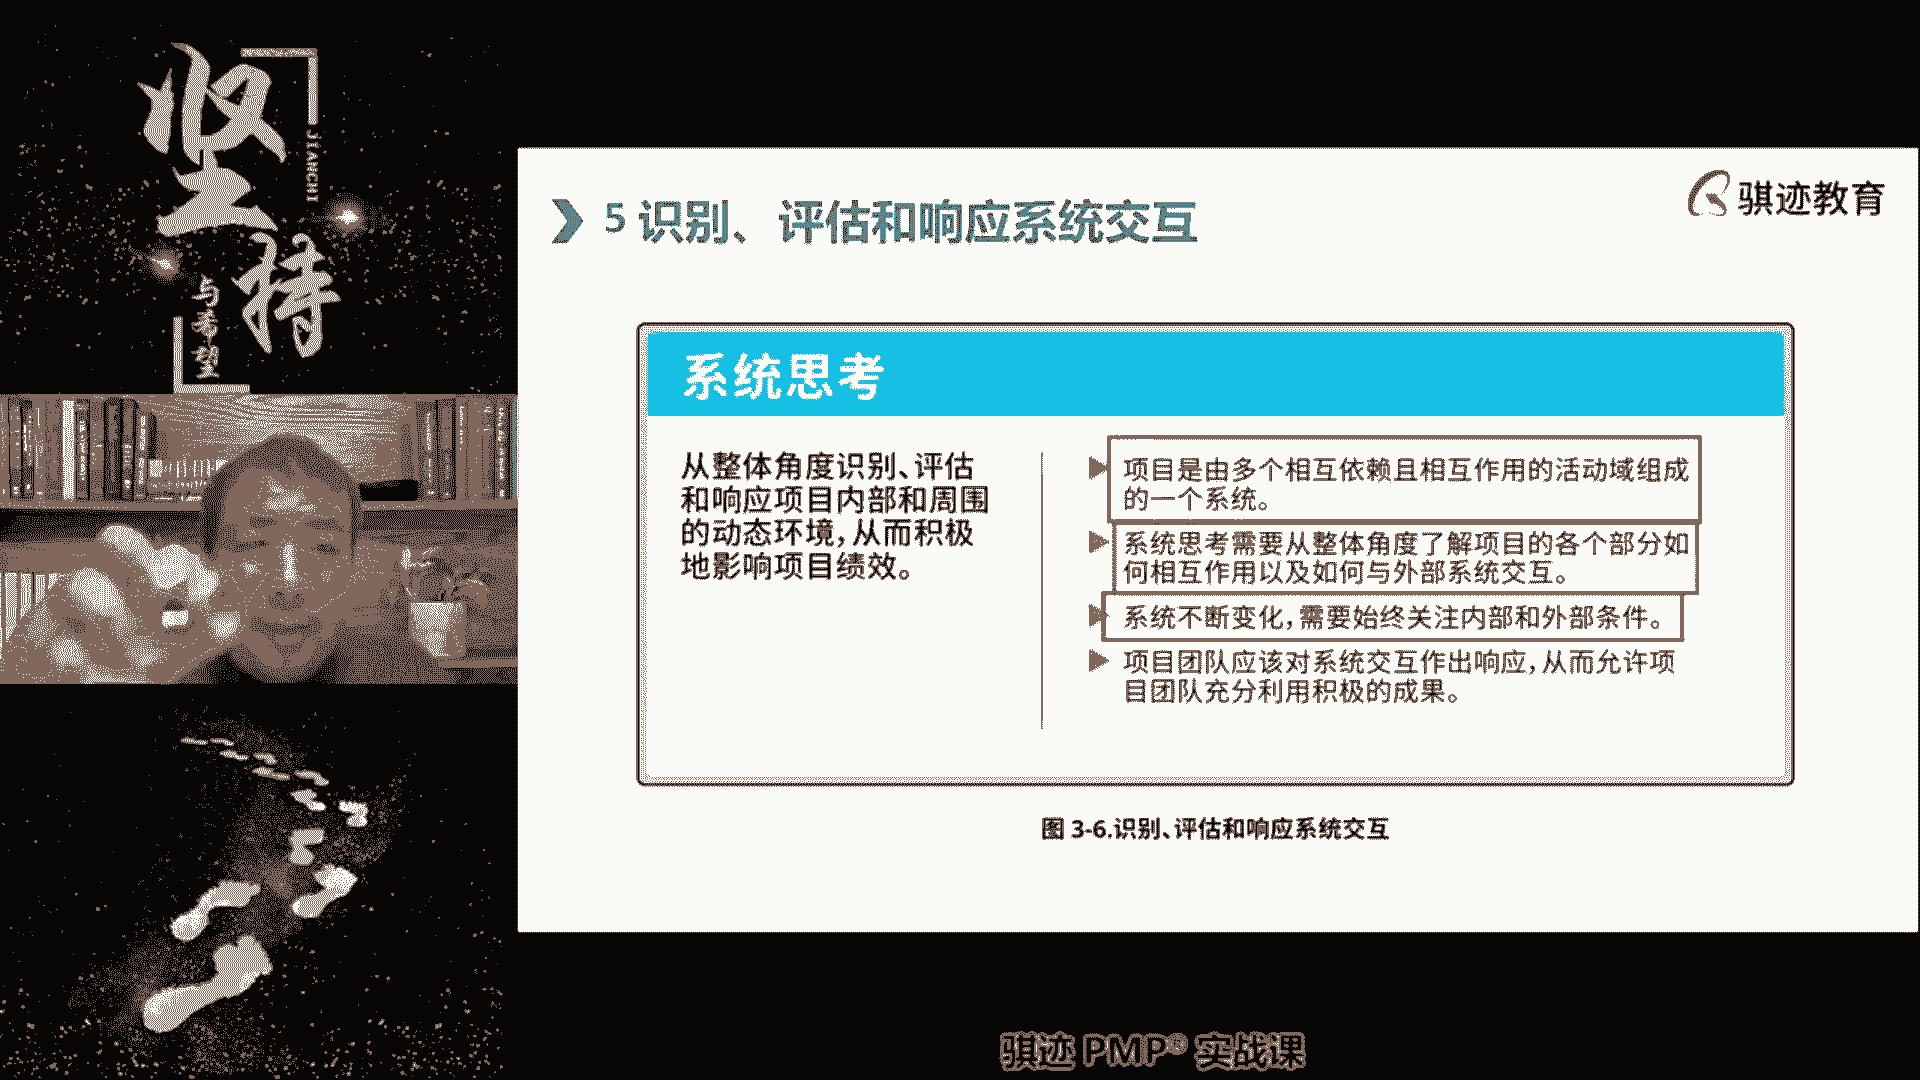 坚
JIANCHI
持
与希望
骐迹教育
5 识别、评估和响应系统交互
系统思考
从整体角度识别、评估
和响应项目内部和周围
的动态环境，从而积极
地影响项目绩效。
项目是由多个相互依赖且相互作用的活动域组成
的一个系统。
系统思考需要从整体角度了解项目的各个部分如
何相互作用以及如何与外部系统交互。
系统不断变化，需要始终关注内部和外部条件。
项目团队应该对系统交互作出响应，从而允许项
目团队充分利用积极的成果。
图 3-6.识别、评估和响应系统交互
骐迹 PMP® 实战课